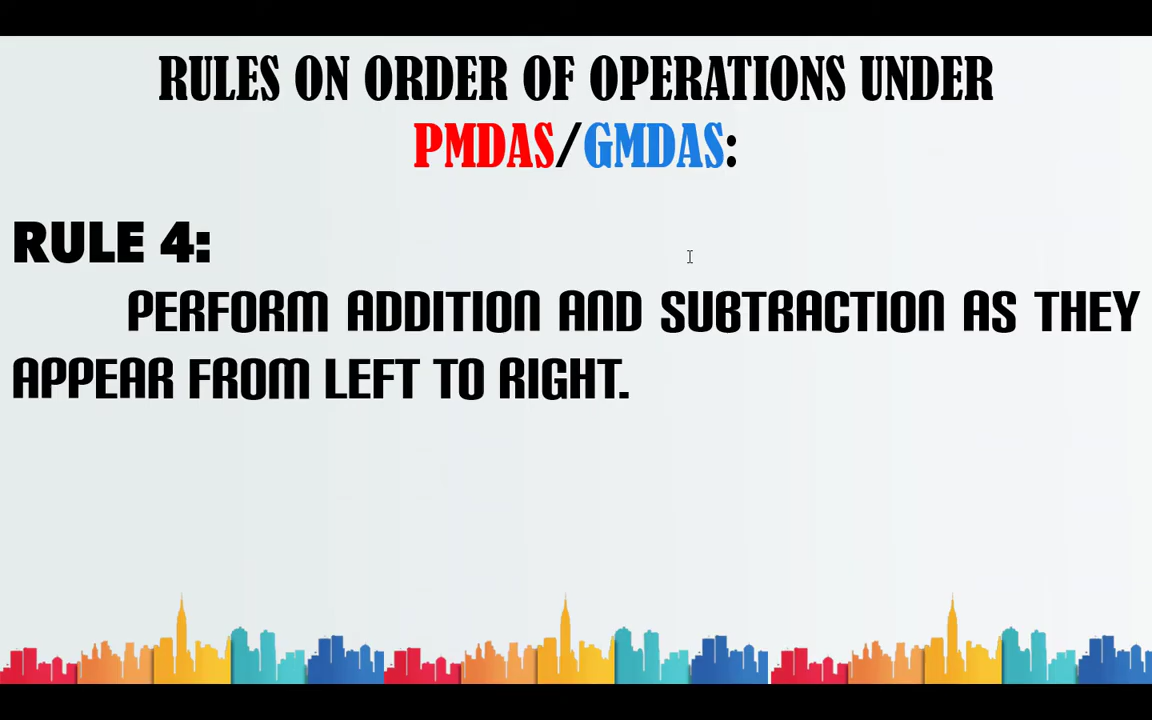 RULES ON ORDER OF OPERATIONS UNDER
PMDAS/GMDAS:
RULE 4:
PERFORM ADDITION AND SUBTRACTION AS THEY
APPEAR FROM LEFT TO RIGHT.